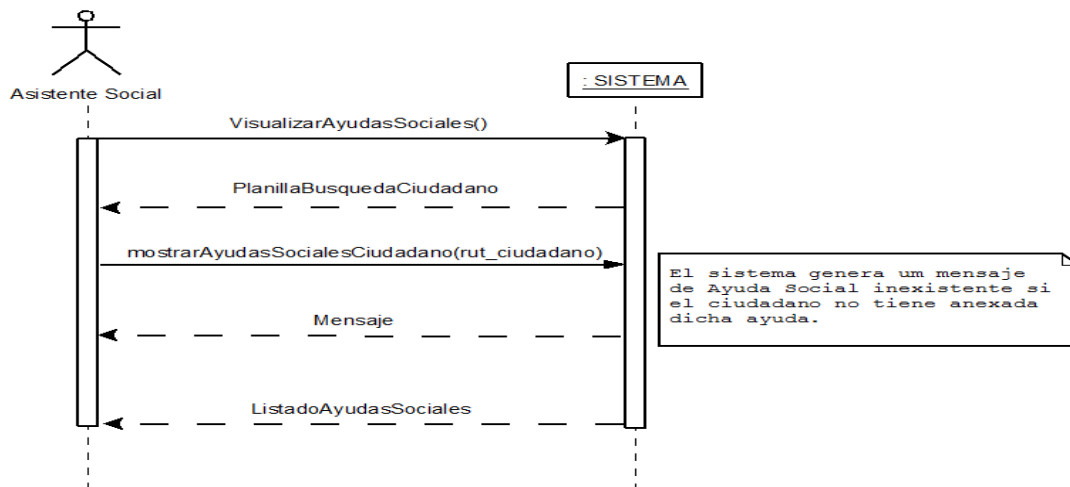 Asistente Social
: SISTEMA
VisualizarAyudasSociales()
PlanillaBusquedaCiudadano
mostrarAyudasSocialesCiudadano(rut_ciudadano)
El sistema genera um mensaje
de Ayuda Social inexistente si
el ciudadano no tiene anexada
dicha ayuda.
Mensaje
ListadoAyudasSociales